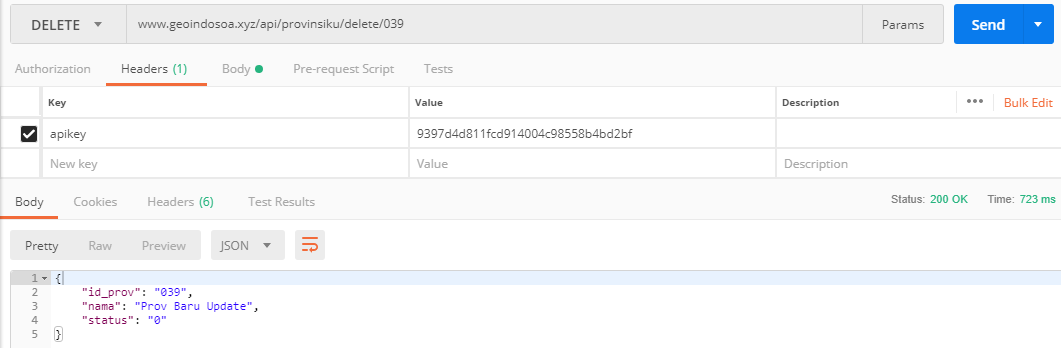 DELETE www.geoindosoa.xyz/api/provinsiku/delete/039 Params Send
Authorization Headers (1) Body Pre-request Script Tests
Key Value Description ••• Bulk Edit
apikey 9397d4d811fcd914004c98558b4bd2bf
New key Value Description
Body Cookies Headers (6) Test Results Status: 200 OK Time: 723 ms
Pretty Raw Preview JSON
1 {
2 "id_prov": "039",
3 "nama": "Prov Baru Update",
4 "status": "0"
5 }